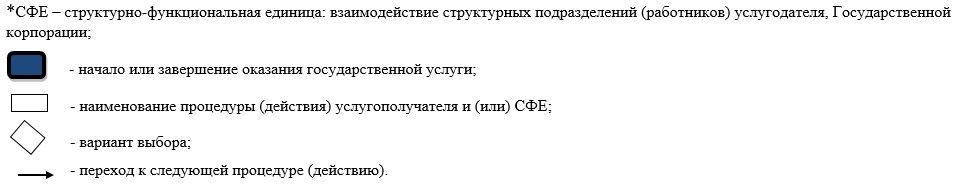 *СФЕ – структурно-функциональная единица: взаимодействие структурных подразделений (работников) услугодателя, Государственной
корпорации;
- начало или завершение оказания государственной услуги;
- наименование процедуры (действия) услугополучателя и (или) СФЕ;
- вариант выбора;
- переход к следующей процедуре (действию).